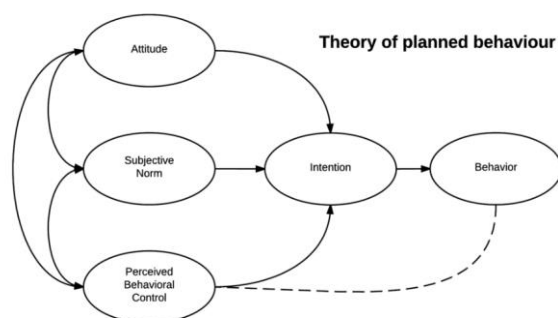 Attitude
Theory of planned behaviour
Subjective
Norm
Intention
Behavior
Perceived
Behavioral
Control